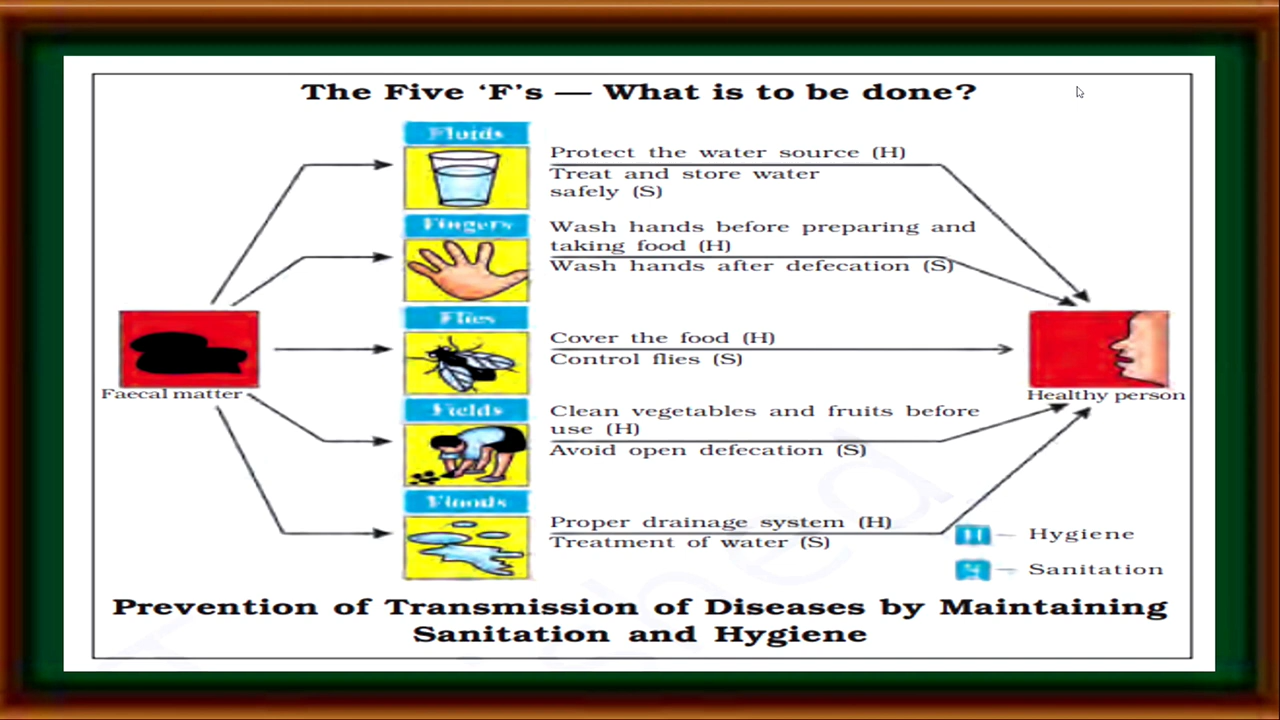 The Five ‘F’s — What is to be done?
Fluids
Protect the water source (H)
Treat and store water
safely (S)
Fingers
Wash hands before preparing and
taking food (H)
Wash hands after defecation (S)
Flies
Cover the food (H)
Control flies (S)
Faecal matter
Healthy person
Fields
Clean vegetables and fruits before
use (H)
Avoid open defecation (S)
Floods
Proper drainage system (H)
Treatment of water (S)
H — Hygiene
S — Sanitation
Prevention of Transmission of Diseases by Maintaining
Sanitation and Hygiene